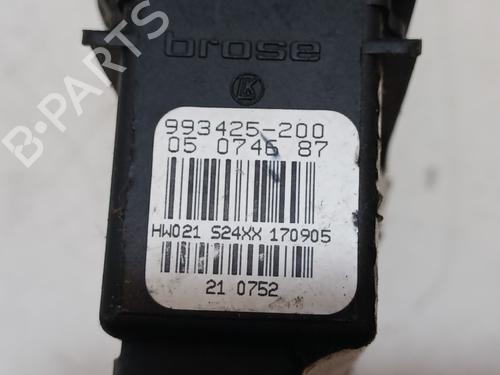 brose
K
993425-200
05 0746 87
HW021 S24XX 170905
21 0752
B-PARTS